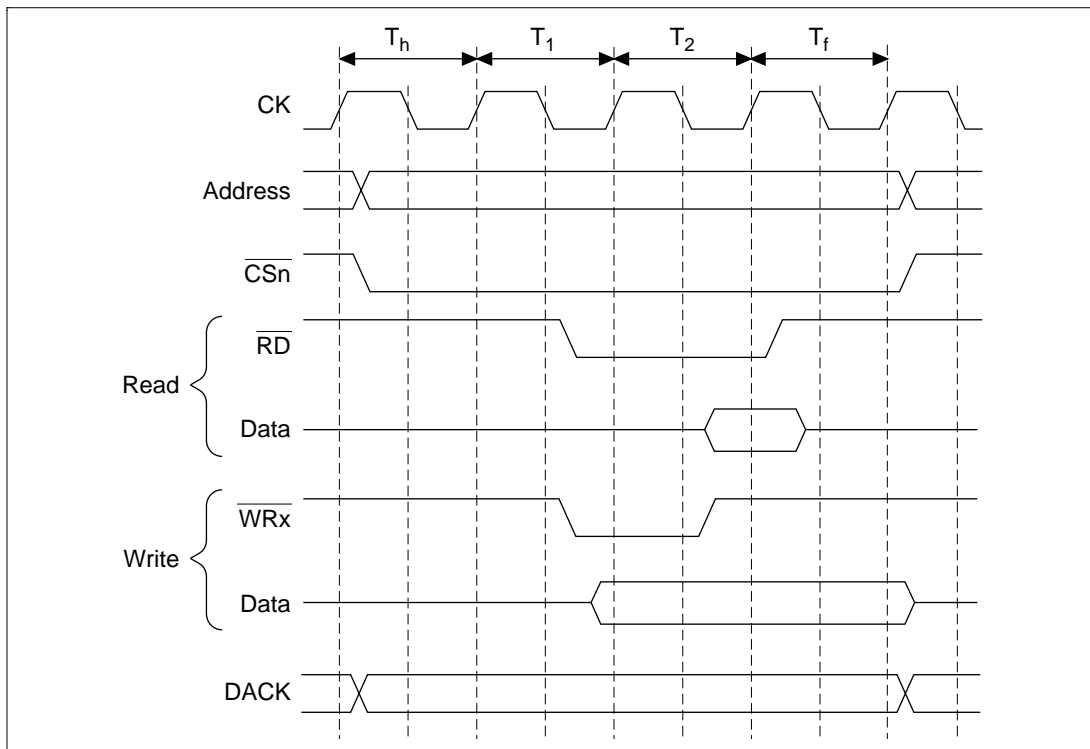 Th T1 T2 Tf
CK
Address
CSn
RD
Read
Data
WRx
Write
Data
DACK